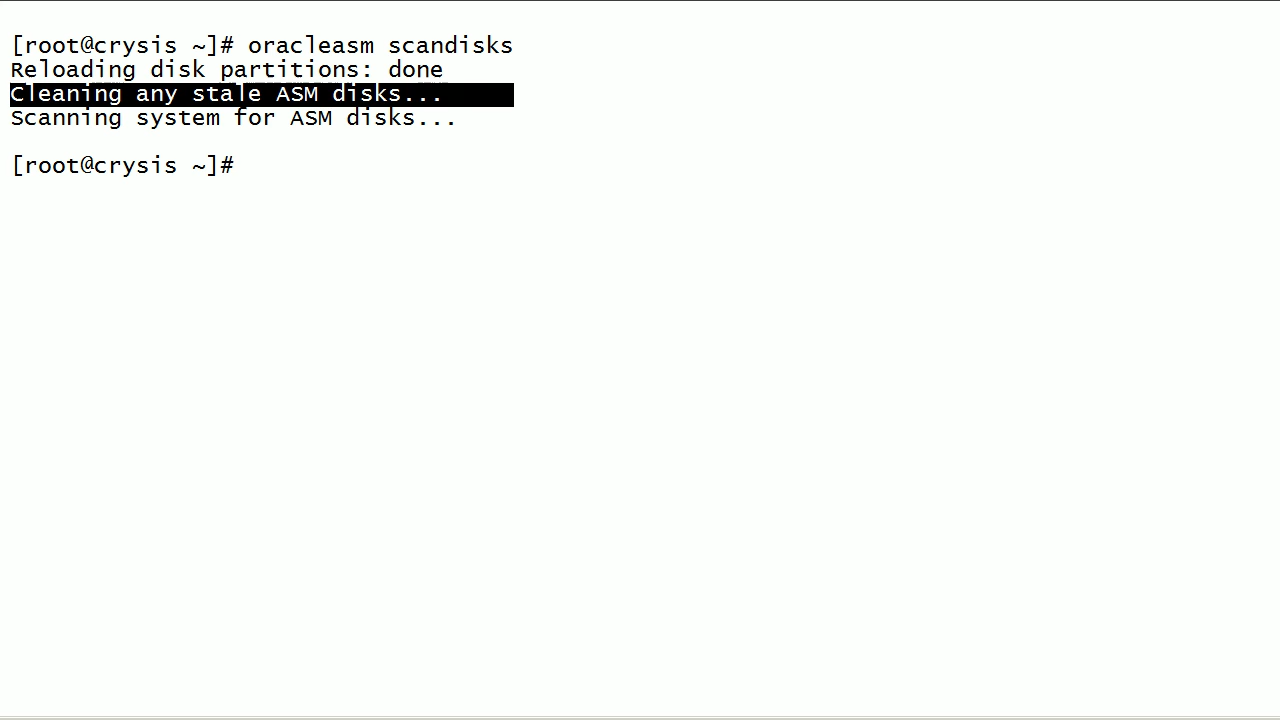 [root@crysis ~]# oracleasm scandisks
Reloading disk partitions: done
Cleaning any stale ASM disks...
Scanning system for ASM disks...
[root@crysis ~]#